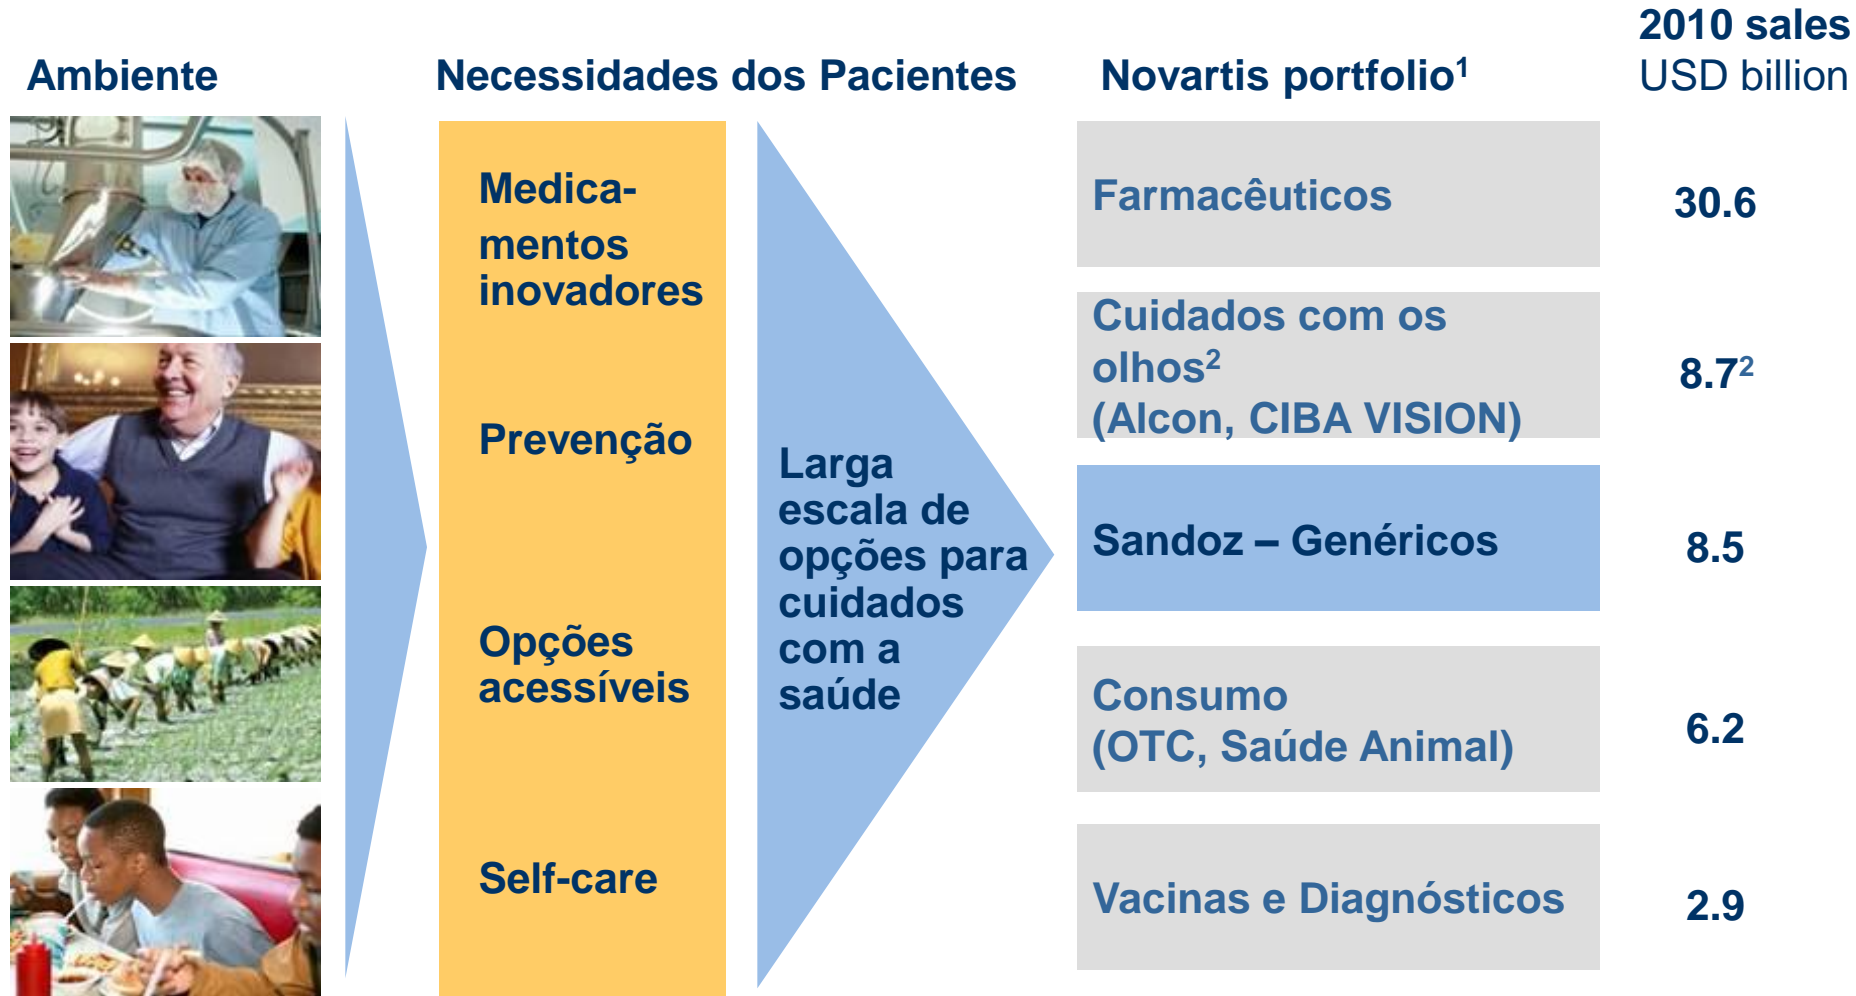 Ambiente
Necessidades dos Pacientes
Novartis portfolio¹
2010 sales
USD billion
Medica-
mentos
inovadores
Prevenção
Opções
acessíveis
Self-care
Larga
escala de
opções para
cuidados
com a
saúde
Farmacêuticos
30.6
Cuidados com os
olhos²
(Alcon, CIBA VISION)
8.7²
Sandoz – Genéricos
8.5
Consumo
(OTC, Saúde Animal)
6.2
Vacinas e Diagnósticos
2.9